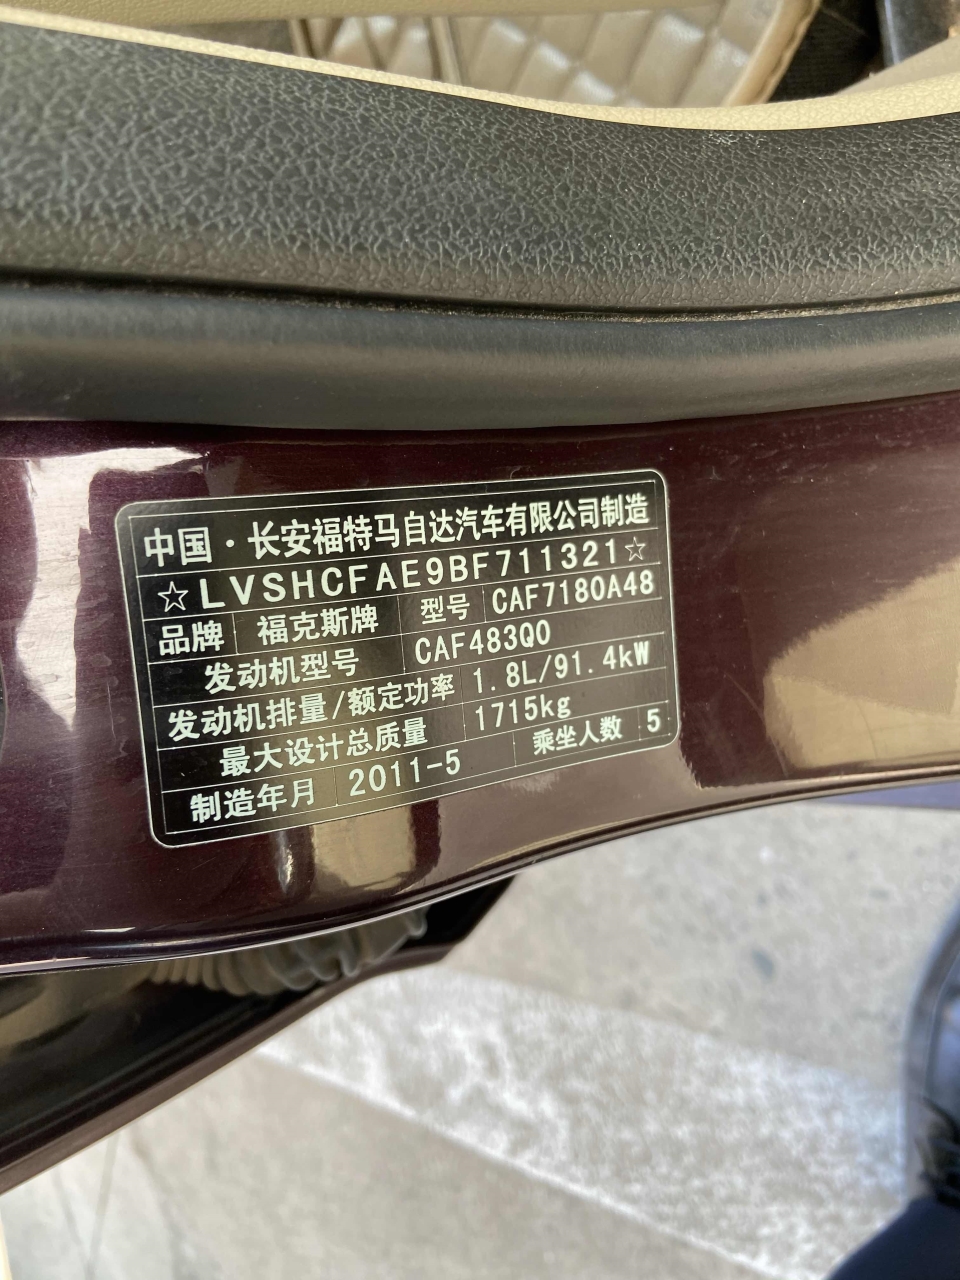 中国·长安福特马自达汽车有限公司制造
☆LVSHCFAE9BF711321☆
品牌 福克斯牌 型号 CAF7180A48
发动机型号 CAF483Q0
发动机排量/额定功率 1.8L/91.4kW
最大设计总质量 1715kg
制造年月 2011-5 乘坐人数 5